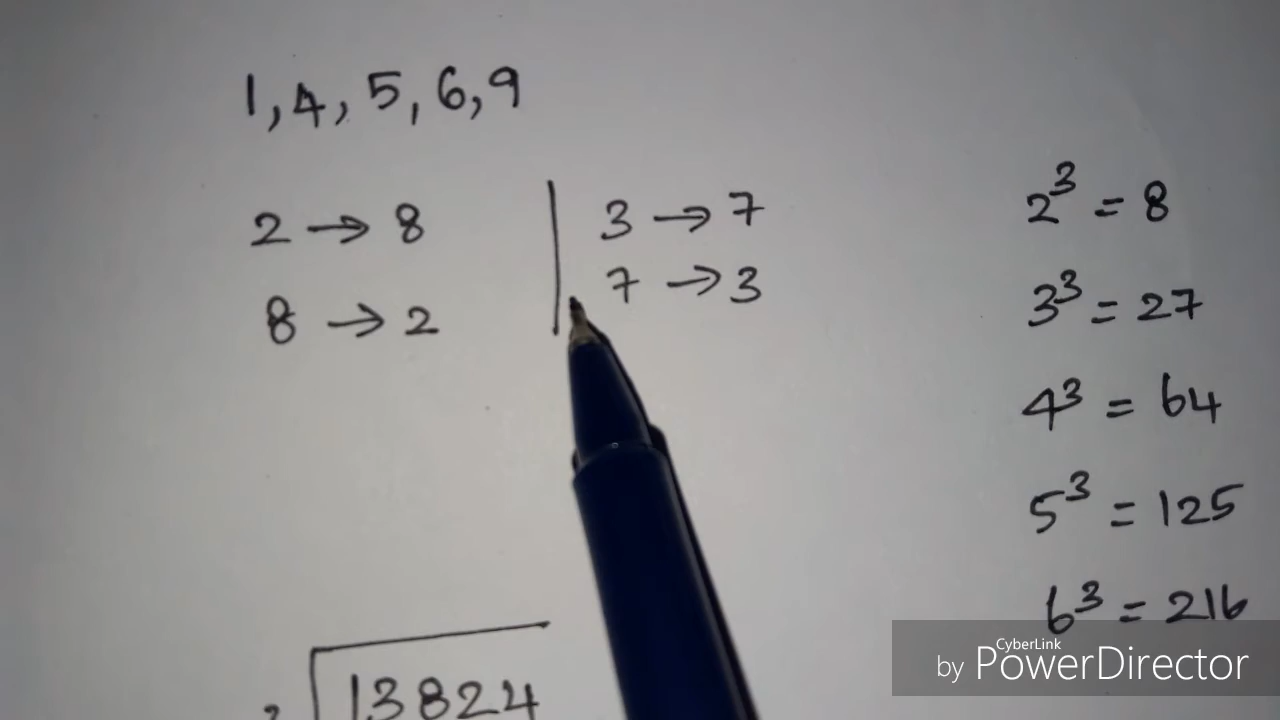 1, 4, 5, 6, 9
2 → 8
8 → 2
3 → 7
7 → 3
2³ = 8
3³ = 27
4³ = 64
5³ = 125
6³ = 216
3√13824
by CyberLink PowerDirector